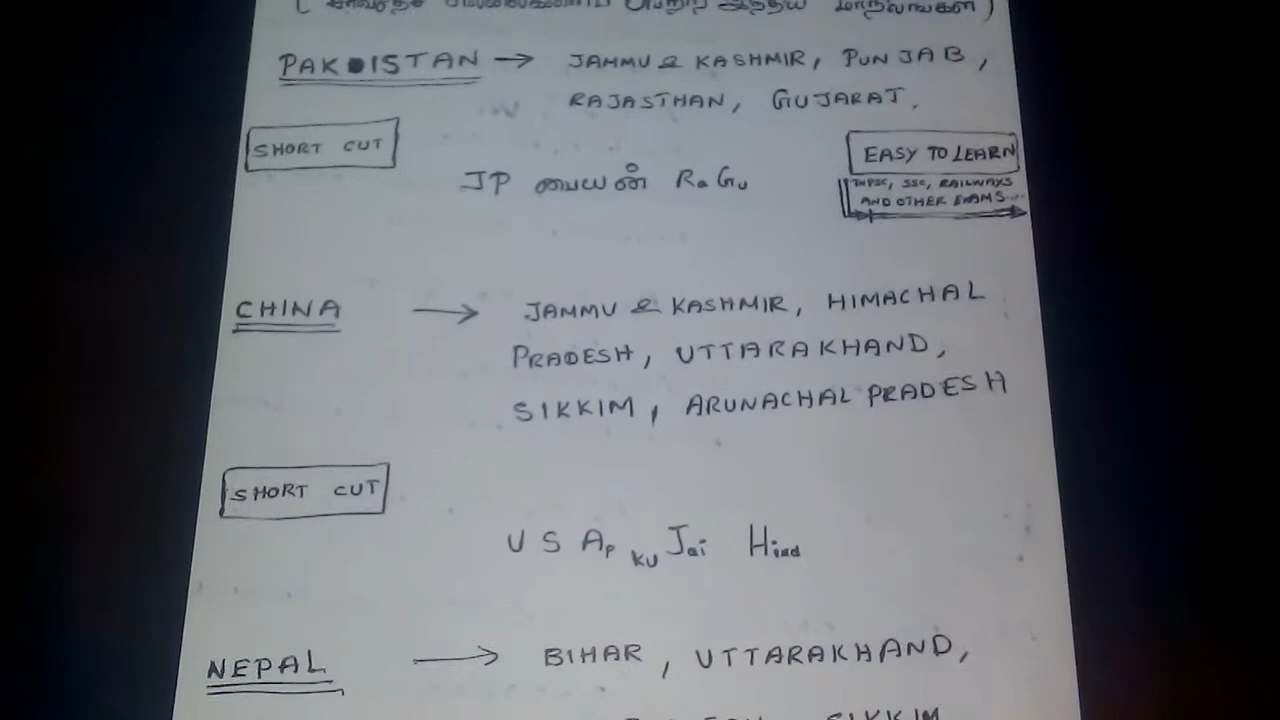 PAKISTAN → JAMMU & KASHMIR, PUNJAB,
RAJASTHAN, GUJARAT,
SHORT CUT
EASY TO LEARN
JP பையன் RaGu
TNPSC, SSC, RAILWAYS
AND OTHER EXAMS...
CHINA → JAMMU & KASHMIR, HIMACHAL
PRADESH, UTTARAKHAND,
SIKKIM, ARUNACHAL PRADESH
SHORT CUT
U S Ap KU Jai Hind
NEPAL → BIHAR, UTTARAKHAND,
SIKKIM